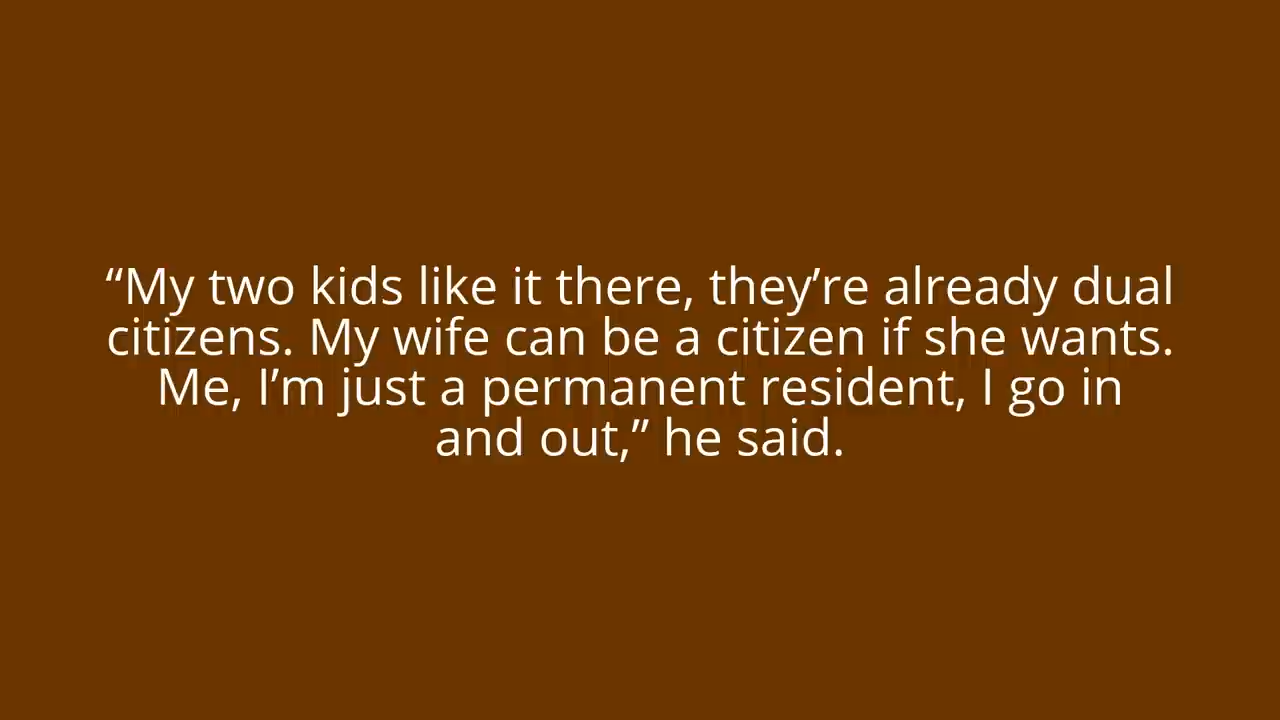 “My two kids like it there, they’re already dual
citizens. My wife can be a citizen if she wants.
Me, I’m just a permanent resident, I go in
and out,” he said.